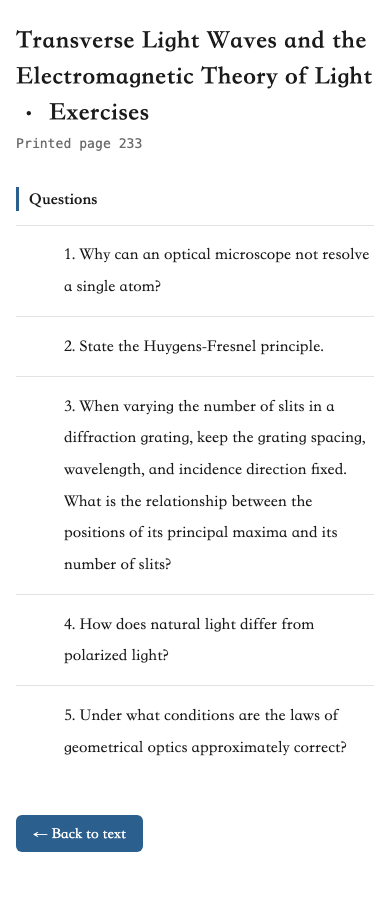 Transverse Light Waves and the
Electromagnetic Theory of Light
• Exercises
Printed page 233
Questions
1. Why can an optical microscope not resolve
a single atom?
2. State the Huygens-Fresnel principle.
3. When varying the number of slits in a
diffraction grating, keep the grating spacing,
wavelength, and incidence direction fixed.
What is the relationship between the
positions of its principal maxima and its
number of slits?
4. How does natural light differ from
polarized light?
5. Under what conditions are the laws of
geometrical optics approximately correct?
← Back to text